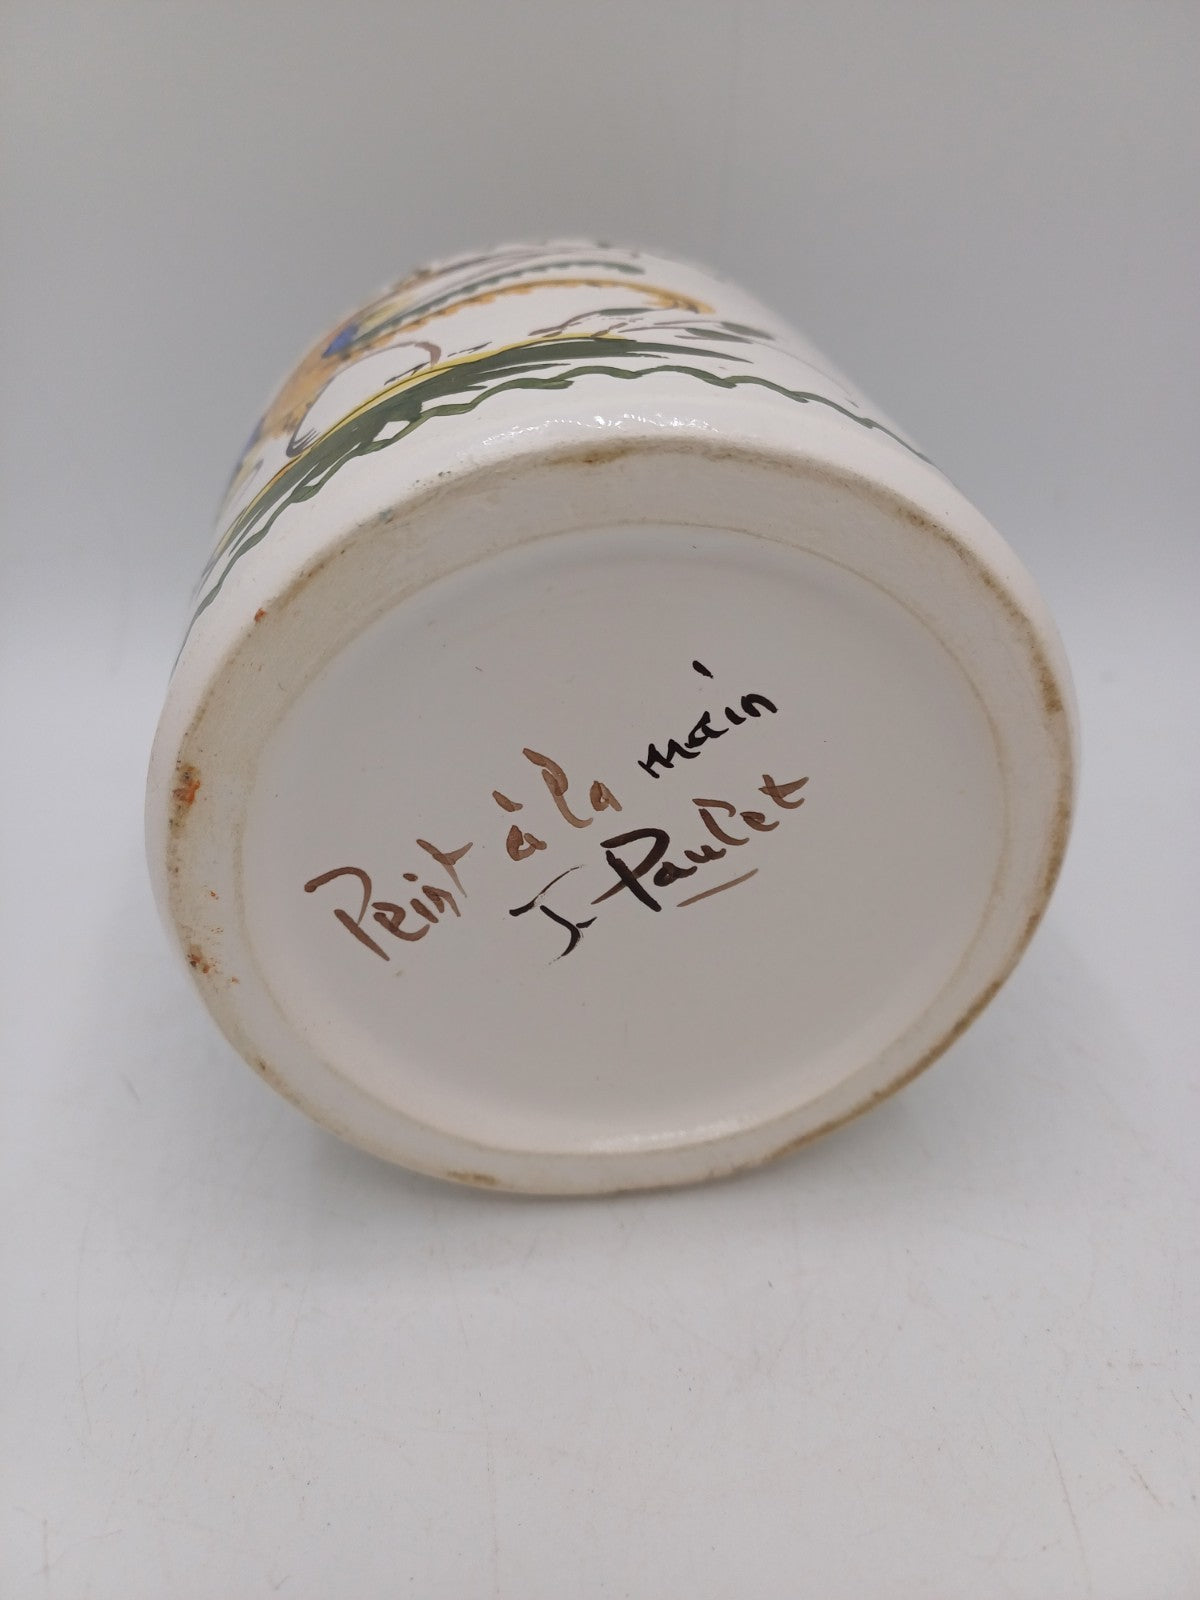 Peint à la main
J. Paulet